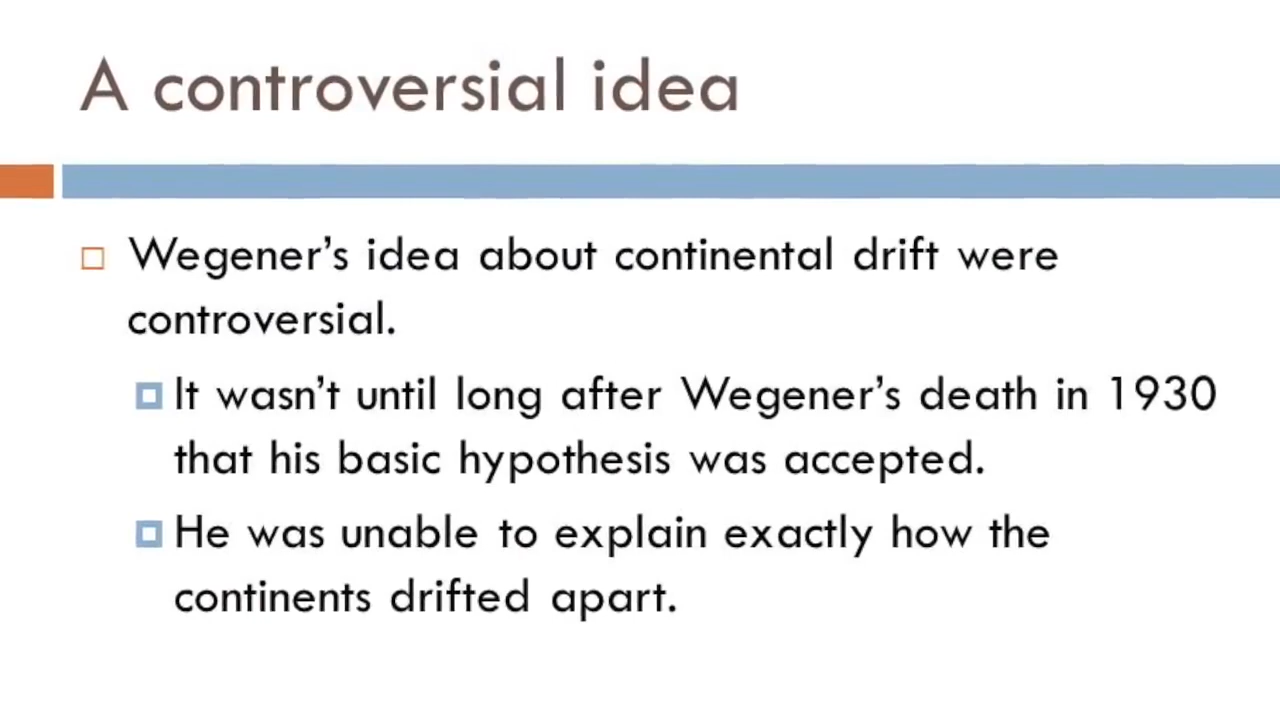 A controversial idea
Wegener’s idea about continental drift were
controversial.
It wasn’t until long after Wegener’s death in 1930
that his basic hypothesis was accepted.
He was unable to explain exactly how the
continents drifted apart.